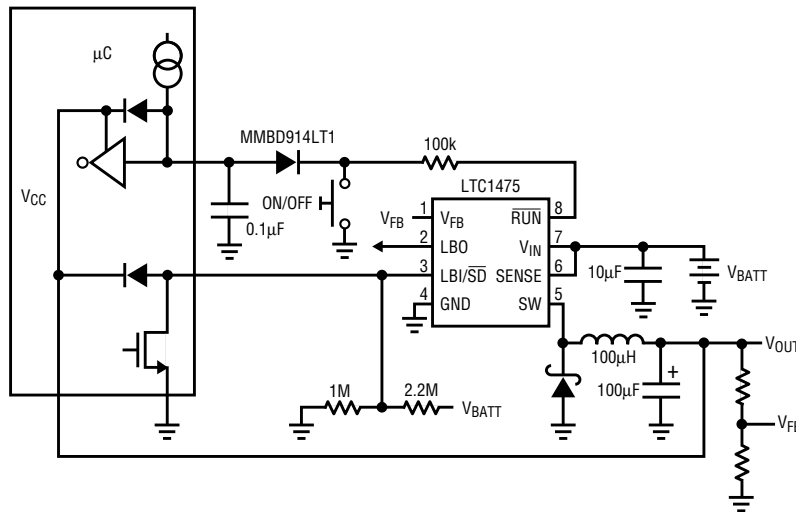 μC
MMBD914LT1
100k
LTC1475
VCC
ON/OFF
0.1μF
VFB
1
VFB
RUN
8
2
LBO
VIN
7
3
LBI/SD
SENSE
6
4
GND
SW
5
10μF
VBATT
100μH
VOUT
100μF
+
1M
2.2M
VBATT
VFB